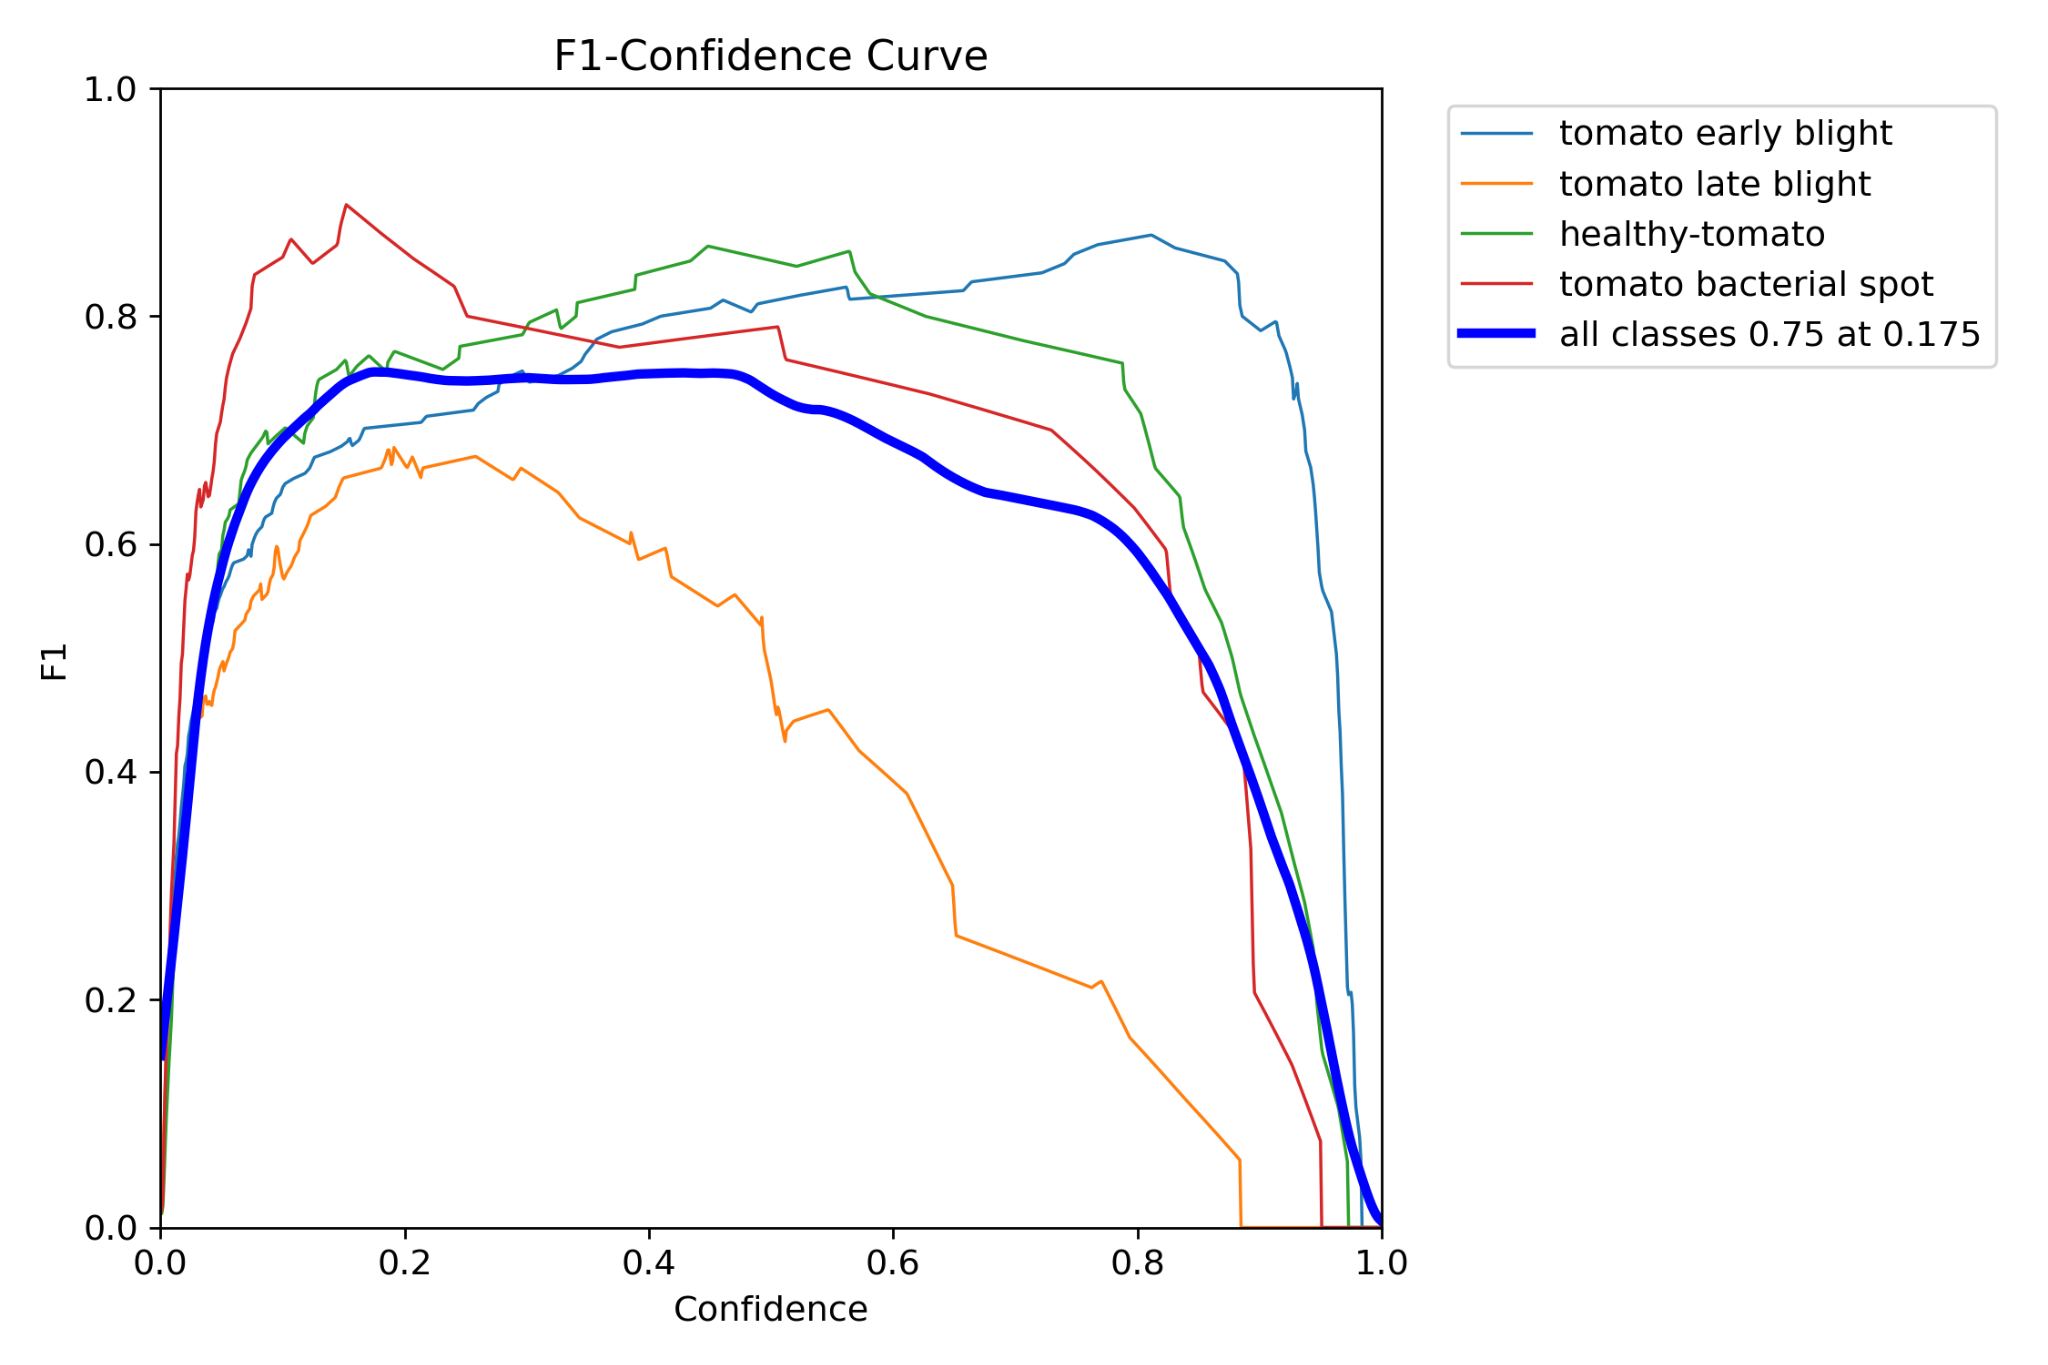 F1-Confidence Curve
1.0
0.8
0.6
0.4
0.2
0.0
F1
0.0 0.2 0.4 0.6 0.8 1.0
Confidence
tomato early blight
tomato late blight
healthy-tomato
tomato bacterial spot
all classes 0.75 at 0.175